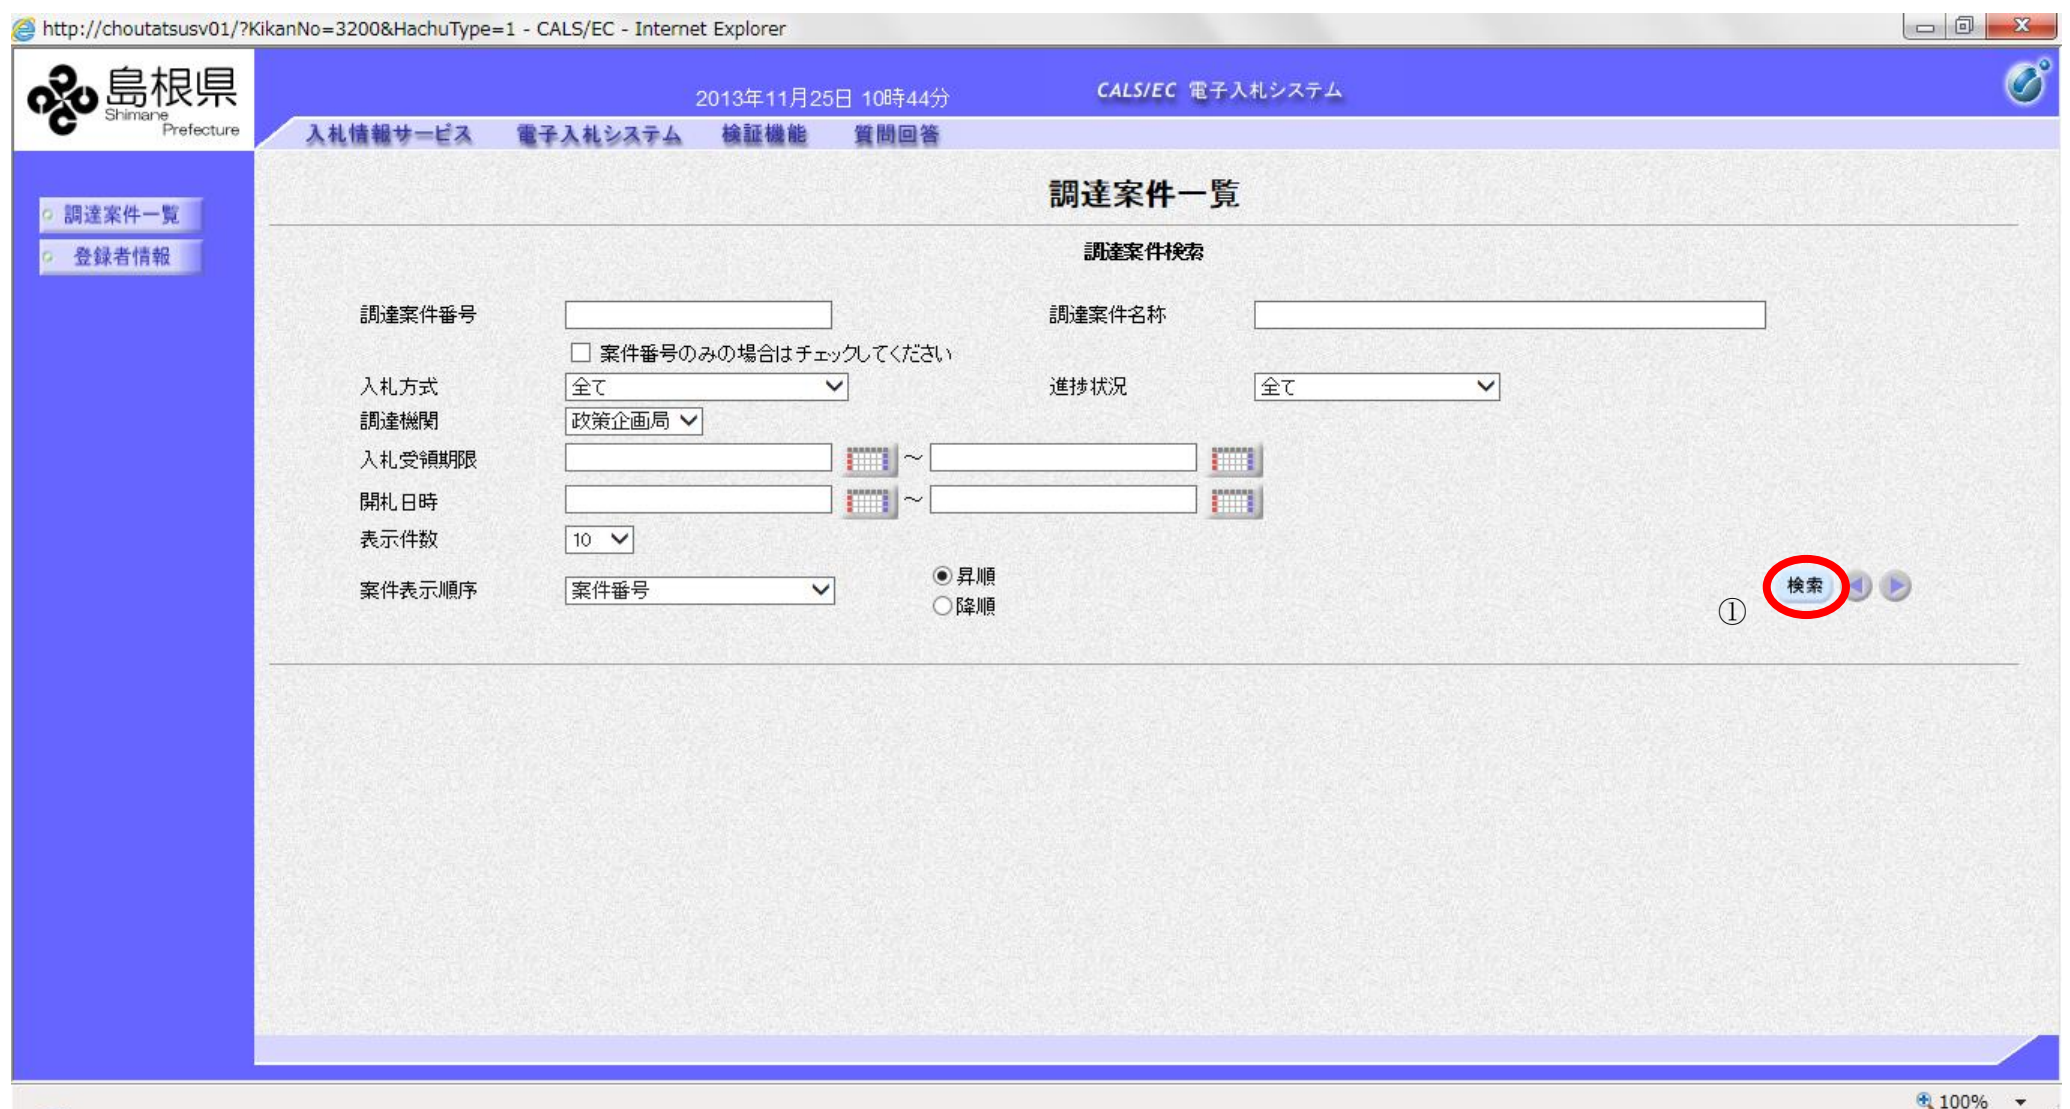 http://choutatsusv01/?KikanNo=3200&HachuType=1 - CALS/EC - Internet Explorer
島根県
Shimane
Prefecture
2013年11月25日 10時44分
CALS/EC 電子入札システム
入札情報サービス 電子入札システム 検証機能 質問回答
調達案件一覧
登録者情報
調達案件一覧
調達案件検索
調達案件番号 調達案件名称
案件番号のみの場合はチェックしてください
入札方式 全て 進捗状況 全て
調達機関 政策企画局
入札受領期限 ～
開札日時 ～
表示件数 10
案件表示順序 案件番号 昇順
降順
検索
①
100%